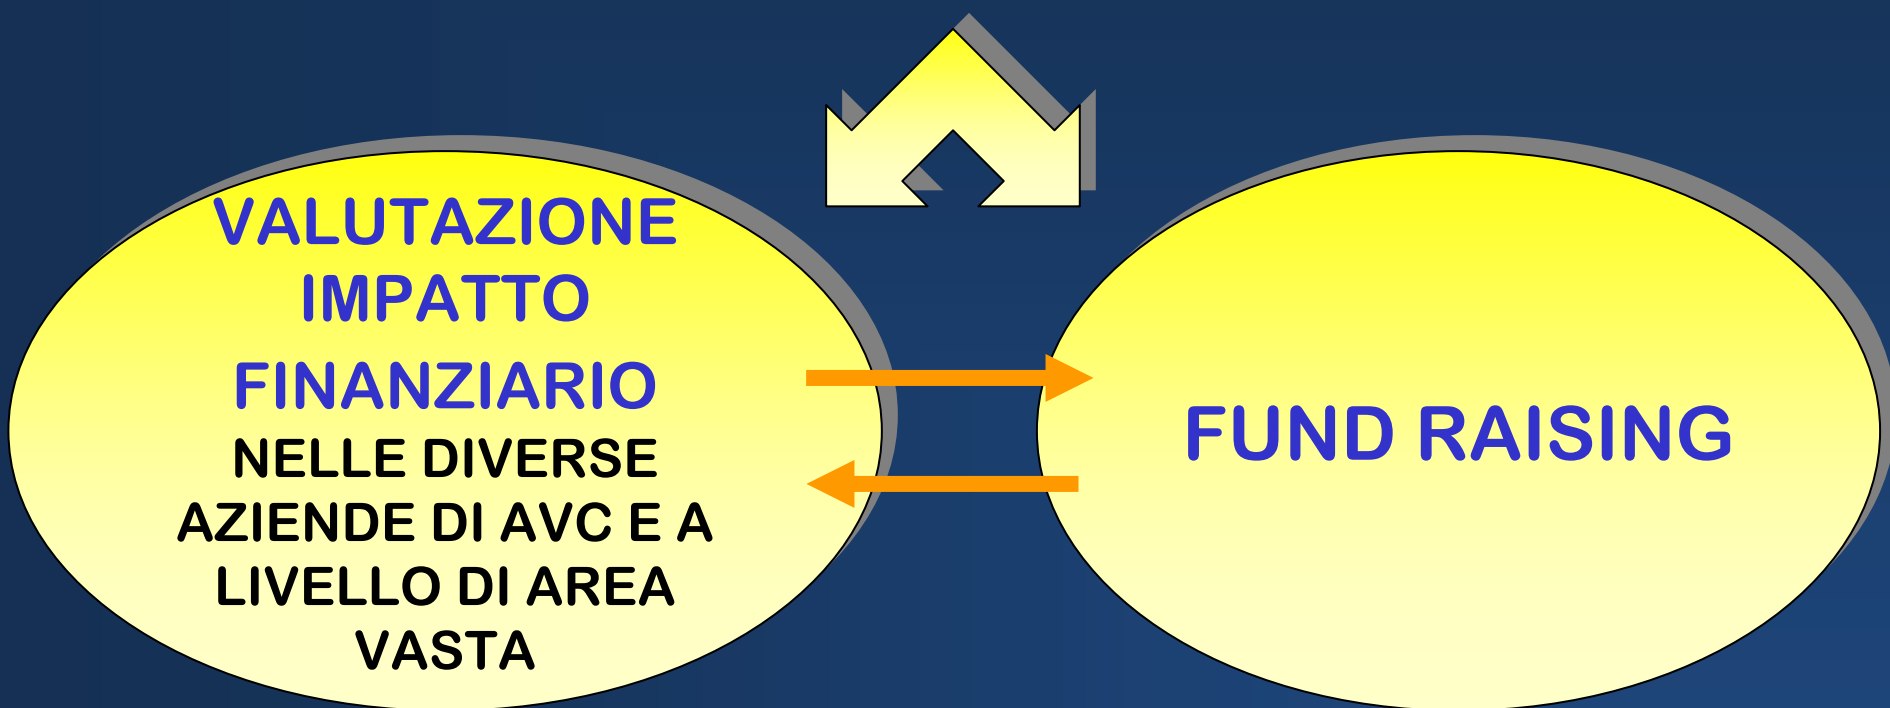 VALUTAZIONE
IMPATTO
FINANZIARIO
NELLE DIVERSE
AZIENDE DI AVC E A
LIVELLO DI AREA
VASTA
FUND RAISING